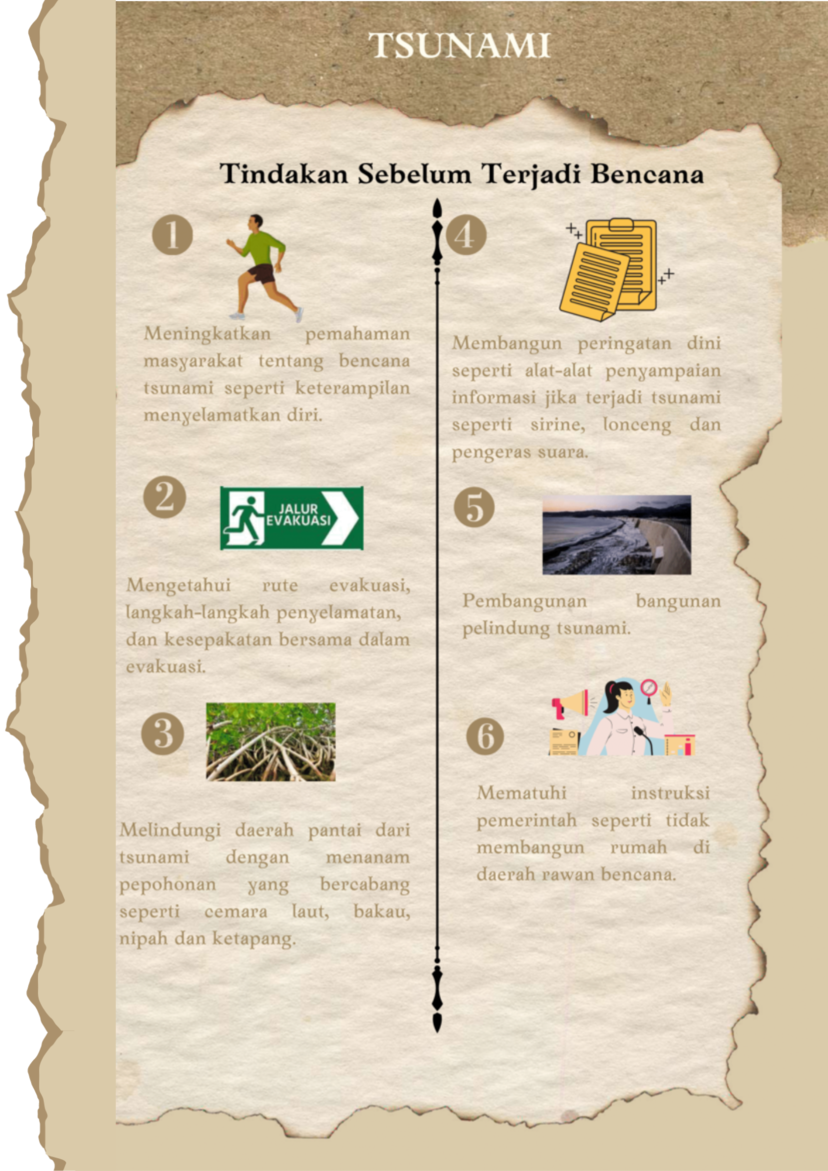 TSUNAMI
Tindakan Sebelum Terjadi Bencana
1
Meningkatkan pemahaman
masyarakat tentang bencana
tsunami seperti keterampilan
menyelamatkan diri.
2
JALUR
EVAKUASI
Mengetahui rute evakuasi,
langkah-langkah penyelamatan,
dan kesepakatan bersama dalam
evakuasi.
3
Melindungi daerah pantai dari
tsunami dengan menanam
pepohonan yang bercabang
seperti cemara laut, bakau,
nipah dan ketapang.
4
Membangun peringatan dini
seperti alat-alat penyampaian
informasi jika terjadi tsunami
seperti sirine, lonceng dan
pengeras suara.
5
Pembangunan bangunan
pelindung tsunami.
6
Mematuhi instruksi
pemerintah seperti tidak
membangun rumah di
daerah rawan bencana.